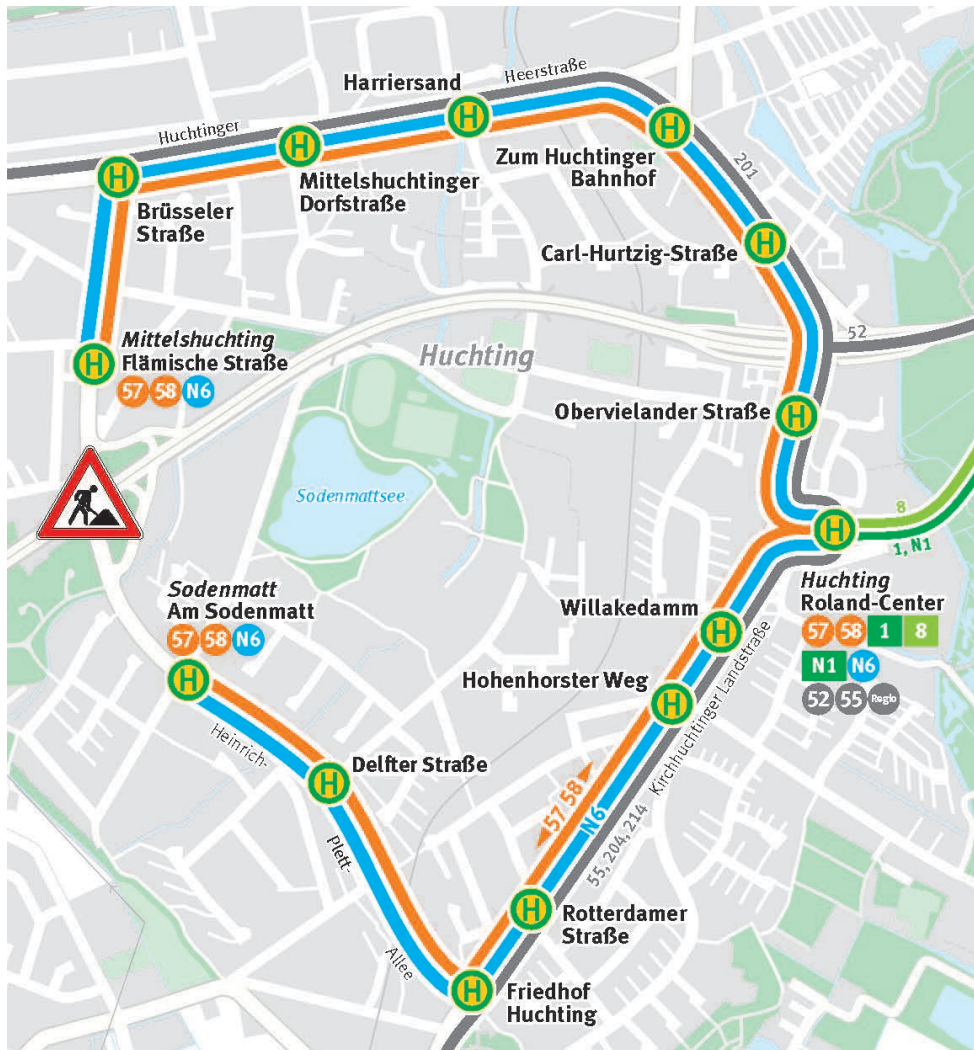 Harriersand
Heerstraße
Huchtinger
H
H
H
H
Zum Huchtinger
Bahnhof
Mittelshuchtinger
Dorfstraße
Brüsseler
Straße
201
Carl-Hurtzig-Straße
H
52
Mittelshuchting
Flämische Straße
H
57 58 N6
Huchting
Obervielander Straße
H
Sodenmattsee
8
H
1, N1
Sodenmatt
Am Sodenmatt
57 58 N6
H
Huchting
Roland-Center
57 58 1 8
N1 N6
52 55 Regio
Willakedamm
H
Hohenhorster Weg
H
Kirchhuchtinger Landstraße
Heinrich-
Delfter Straße
H
57 58
N6
55, 204, 214
Plett-
Allee
H
Rotterdamer
Straße
H
Friedhof
Huchting